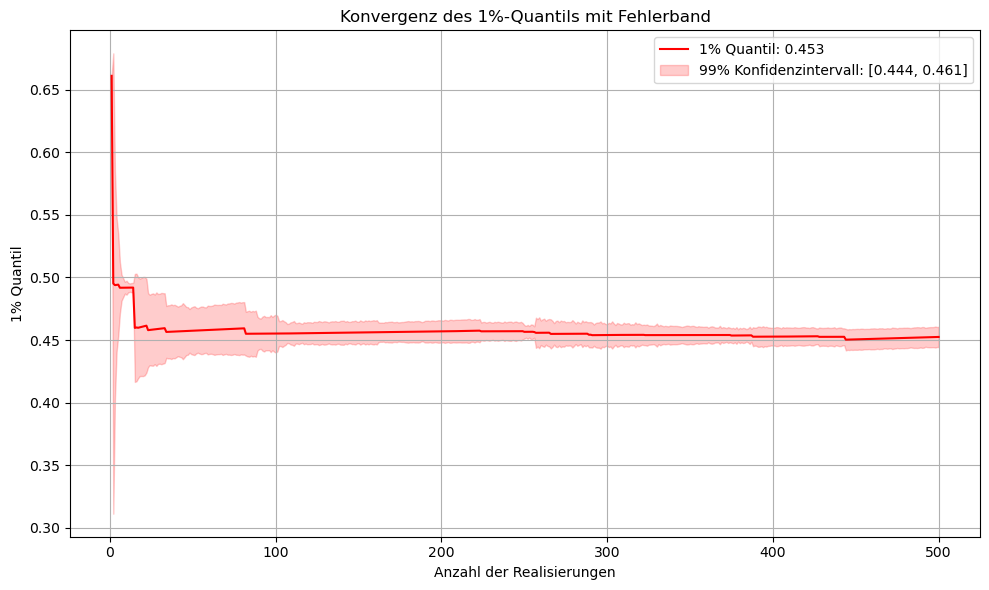 Konvergenz des 1%-Quantils mit Fehlerband
1% Quantil: 0.453
99% Konfidenzintervall: [0.444, 0.461]
1% Quantil
0.65
0.60
0.55
0.50
0.45
0.40
0.35
0.30
0 100 200 300 400 500
Anzahl der Realisierungen